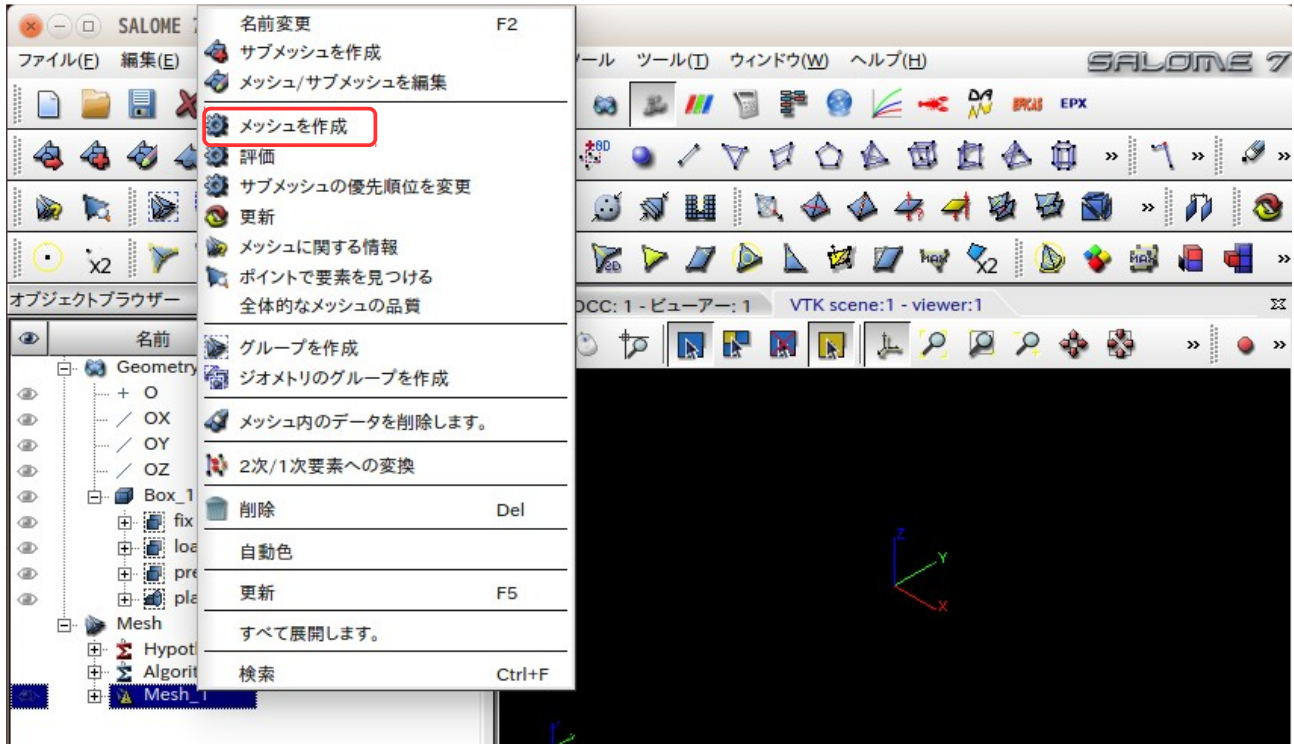 SALOME 7
ファイル(F) 編集(E) ール ツール(T) ウィンドウ(W) ヘルプ(H) SALOME 7
名前変更 F2
サブメッシュを作成
メッシュ/サブメッシュを編集
メッシュを作成
評価
サブメッシュの優先順位を変更
更新
メッシュに関する情報
ポイントで要素を見つける
全体的なメッシュの品質
グループを作成
ジオメトリのグループを作成
メッシュ内のデータを削除します。
2次/1次要素への変換
削除 Del
自動色
更新 F5
すべて展開します。
検索 Ctrl+F
EPX
0D
x2
2D
MAX
x2
MAX
オブジェクトブラウザー
OCC: 1 - ビューアー: 1 VTK scene:1 - viewer:1
名前
Geometry
O
OX
OY
OZ
Box_1
fix
loa
pre
pla
Mesh
Hypot
Algorit
Mesh_1
Z
Y
X